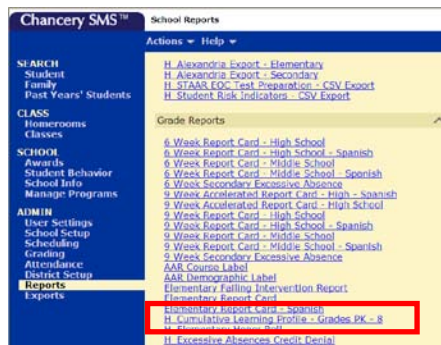 Chancery SMS™
School Reports
Actions Help
SEARCH
Student
Family
Past Years' Students
CLASS
Homerooms
Classes
SCHOOL
Awards
Student Behavior
School Info
Manage Programs
ADMIN
User Settings
School Setup
Scheduling
Grading
Attendance
District Setup
Reports
Exports
H_Alexandria Export - Elementary
H_Alexandria Export - Secondary
H_STAAR EOC Test Preparation - CSV Export
H_Student Risk Indicators - CSV Export
Grade Reports
6 Week Report Card - High School
6 Week Report Card - High School - Spanish
6 Week Report Card - Middle School
6 Week Report Card - Middle School - Spanish
6 Week Secondary Excessive Absence
9 Week Accelerated Report Card - High - Spanish
9 Week Accelerated Report Card - High School
9 Week Report Card - High School
9 Week Report Card - High School - Spanish
9 Week Report Card - Middle School
9 Week Report Card - Middle School - Spanish
9 Week Secondary Excessive Absence
AAR Course Label
AAR Demographic Label
Elementary Failing Intervention Report
Elementary Report Card
Elementary Report Card - Spanish
H_Cumulative Learning Profile - Grades PK - 8
H_Elementary Honor Roll
H_Excessive Absences Credit Denial